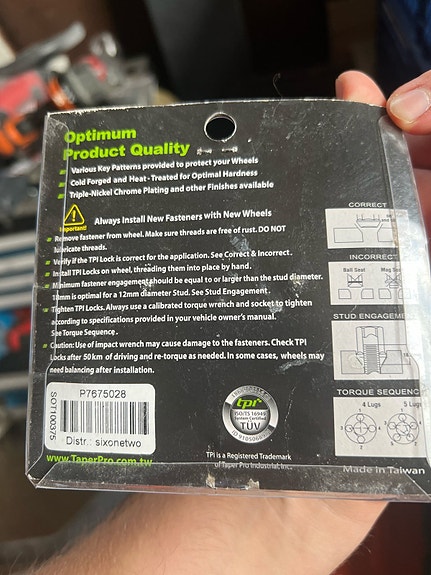 Optimum
Product Quality
Various Key Patterns provided to protect your Wheels
Cold Forged and Heat-Treated for Optimal Hardness
Triple-Nickel Chrome Plating and other Finishes available
Important!
Always Install New Fasteners with New Wheels
Remove fastener from wheel. Make sure threads are free of rust. DO NOT
lubricate threads.
Verify if the TPI Lock is correct for the application. See Correct & Incorrect.
Install TPI Locks on wheel, threading them into place by hand.
Minimum fastener engagement should be equal to or larger than the stud diameter.
is optimal for a 12mm diameter Stud. See Stud Engagement.
Tighten TPI Locks. Always use a calibrated torque wrench and socket to tighten
according to specifications provided in your vehicle owner's manual.
See Torque Sequence.
Caution: Use of impact wrench may cause damage to the fasteners. Check TPI
Locks after 50 km of driving and re-torque as needed. In some cases, wheels may
need balancing after installation.
CORRECT
INCORRECT
Ball Seat Mag
STUD ENGAGEMENT
TORQUE SEQUENC
4 Lugs 5 Lugs
1
2
3
4
SOT100375
P7675028
Distr.: sixonetwo
www.TaperPro.com.tw
tpr
ISO/TS 16949
System Certified
TÜV
TPI is a Registered Trademark
of Taper Pro Industrial, Inc.
Made in Taiwan